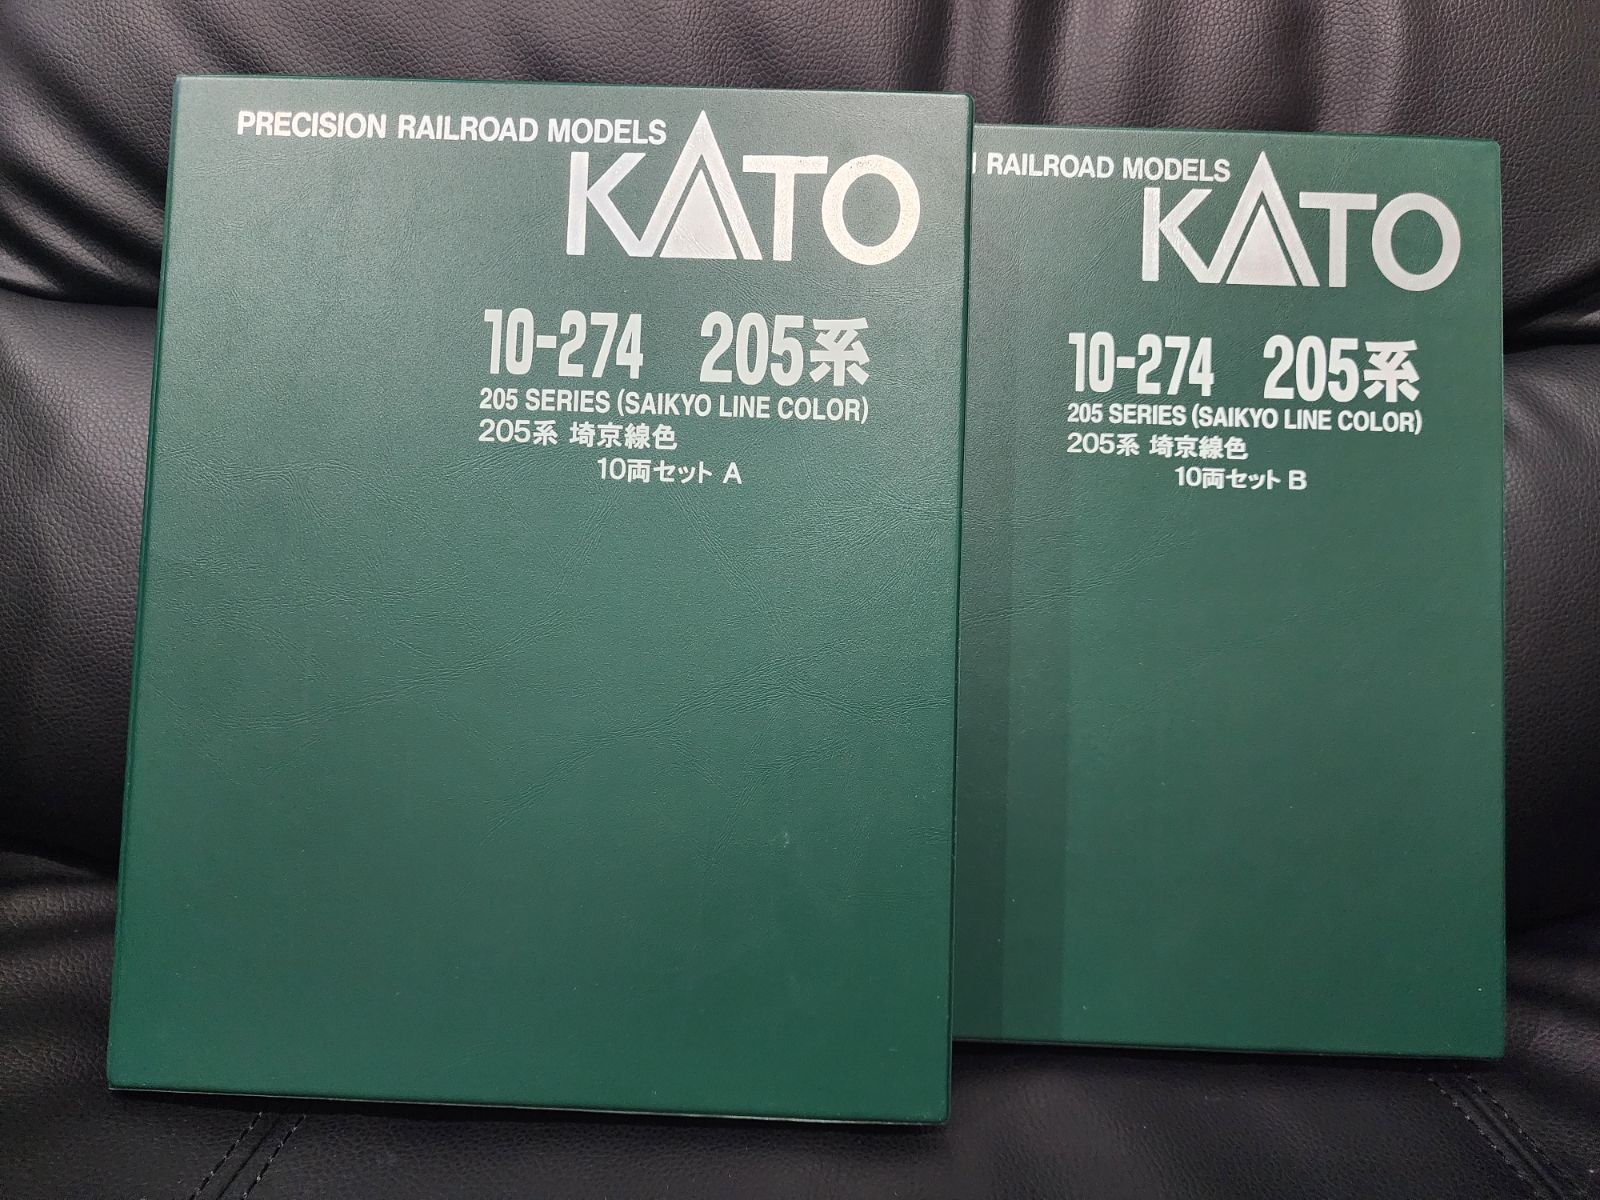 PRECISION RAILROAD MODELS
KATO
10-274 205系
205 SERIES (SAIKYO LINE COLOR)
205系 埼京線色
10両セット A
RAILROAD MODELS
KATO
10-274 205系
205 SERIES (SAIKYO LINE COLOR)
205系 埼京線色
10両セット B